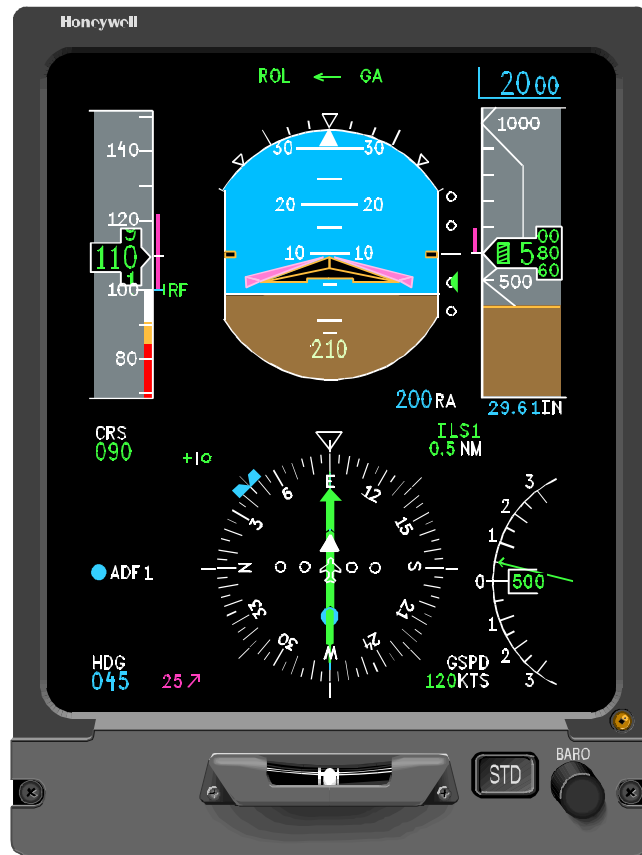 Honeywell
ROL ← GA
2000
140
120
9
110
1
100
80
RF
30 30
20 20
10 10
210
1000
5 00
80
60
500
200RA
29.61IN
CRS
090
+10
ILS1
0.5 NM
3
2
1
0
1
2
3
500
N 3 6 E 12 15 S 21 24 W 30 33
ADF1
HDG
045
25↗
GSPD
120KTS
STD
BARO